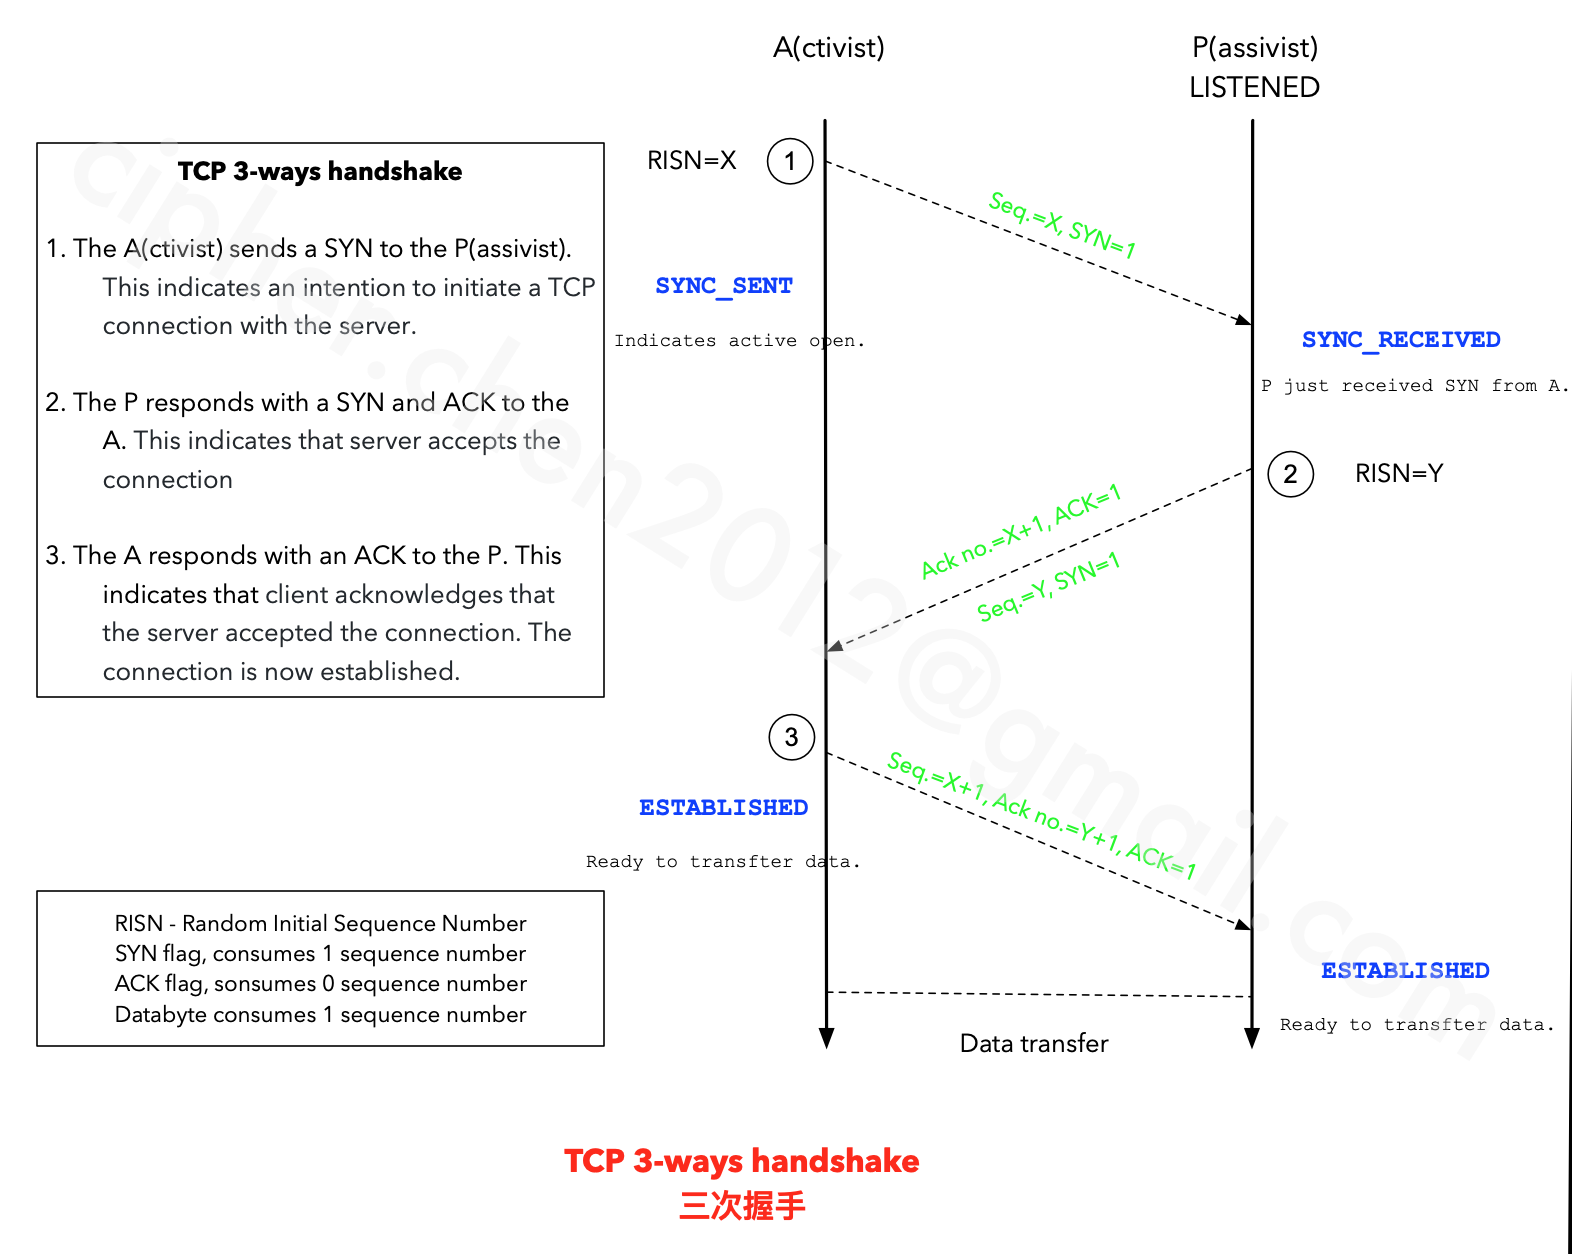 A(ctivist)
P(assivist)
LISTENED
TCP 3-ways handshake
1. The A(ctivist) sends a SYN to the P(assivist).
This indicates an intention to initiate a TCP
connection with the server.
2. The P responds with a SYN and ACK to the
A. This indicates that server accepts the
connection
3. The A responds with an ACK to the P. This
indicates that client acknowledges that
the server accepted the connection. The
connection is now established.
RISN=X
1
Seq.=X, SYN=1
SYNC_SENT
Indicates active open.
SYNC_RECEIVED
P just received SYN from A.
2
RISN=Y
Ack no.=X+1, ACK=1
Seq.=Y, SYN=1
3
Seq.=X+1, Ack no.=Y+1, ACK=1
ESTABLISHED
Ready to transfter data.
RISN - Random Initial Sequence Number
SYN flag, consumes 1 sequence number
ACK flag, sonsumes 0 sequence number
Databyte consumes 1 sequence number
ESTABLISHED
Ready to transfter data.
Data transfer
TCP 3-ways handshake
三次握手
cipher.chen2012@gmail.com